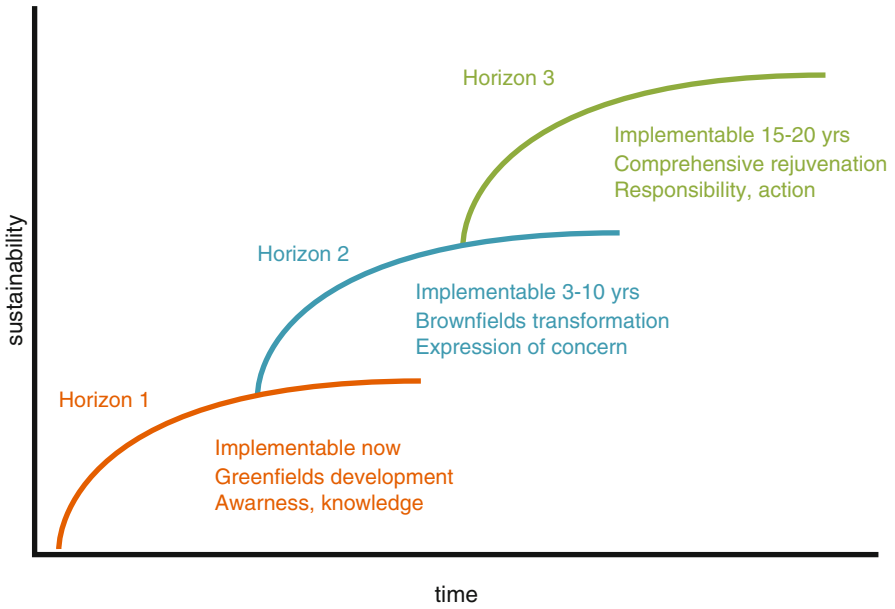 Horizon 3
Implementable 15-20 yrs
Comprehensive rejuvenation
Responsibility, action
Horizon 2
Implementable 3-10 yrs
Brownfields transformation
Expression of concern
Horizon 1
Implementable now
Greenfields development
Awarness, knowledge
sustainability
time